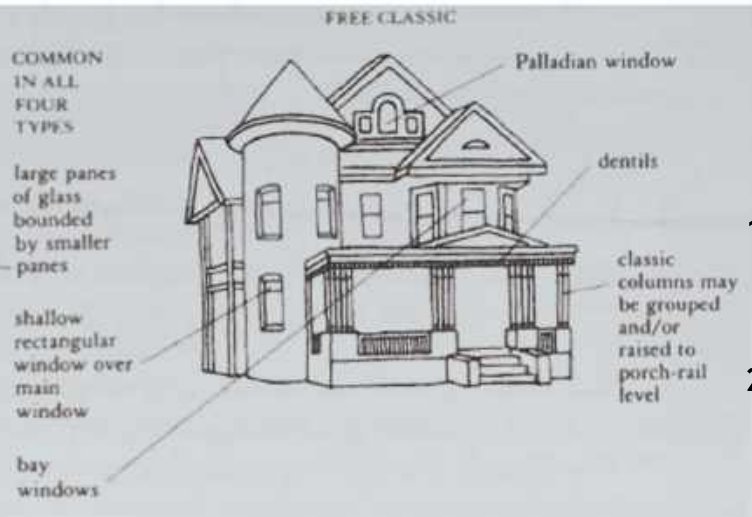 FREE CLASSIC
COMMON
IN ALL
FOUR
TYPES
large panes
of glass
bounded
by smaller
panes
shallow
rectangular
window over
main
window
bay
windows
Palladian window
dentils
classic
columns may
be grouped
and/or
raised to
porch-rail
level